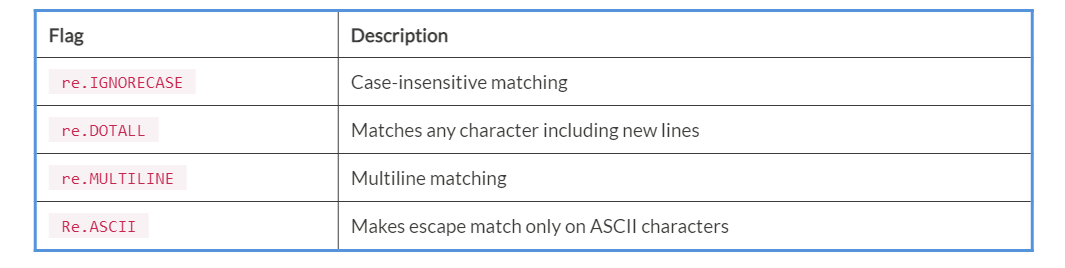 Flag Description
re.IGNORECASE Case-insensitive matching
re.DOTALL Matches any character including new lines
re.MULTILINE Multiline matching
Re.ASCII Makes escape match only on ASCII characters